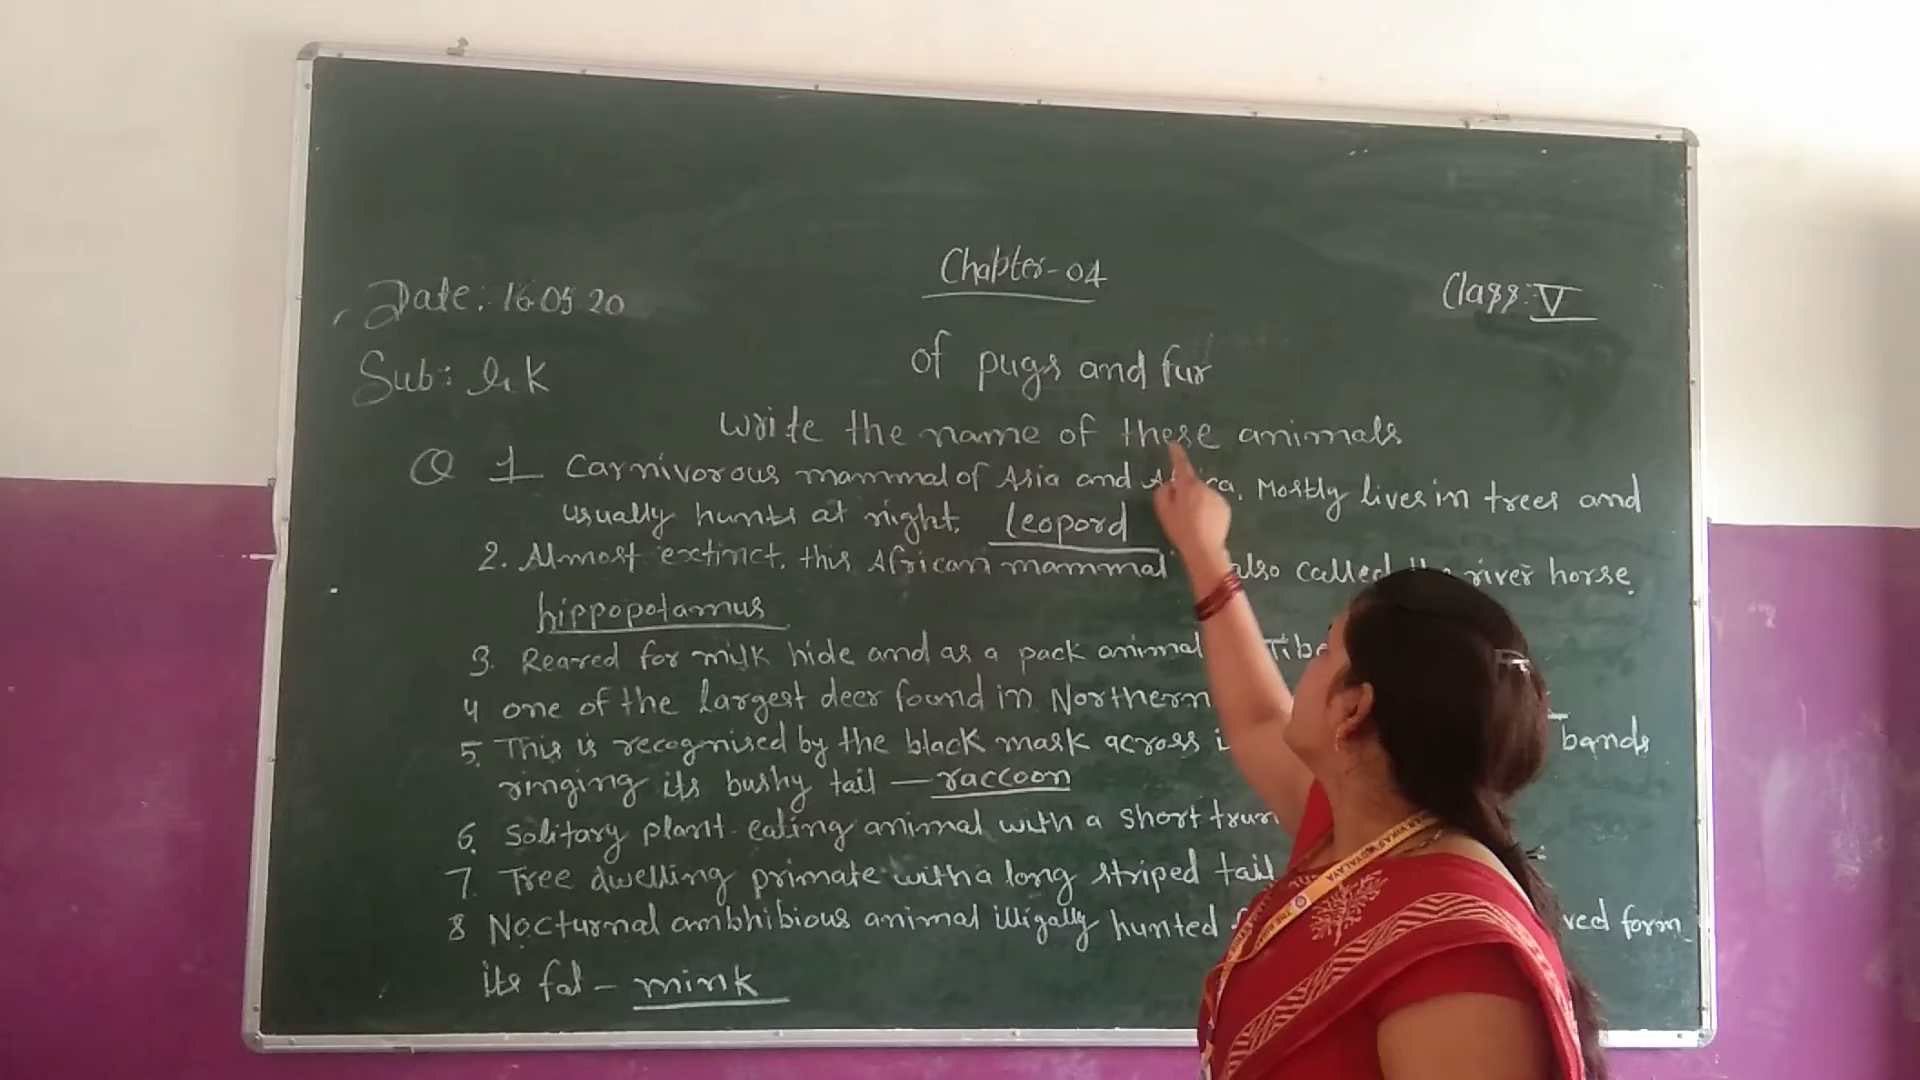 Chapter-04
Date: 16.05.20
Class: V
Sub: G.K
of pugs and fur
write the name of these animals
Q 1 Carnivorous mammal of Asia and Africa. Mostly lives in trees and
usually hunts at night. leopord
2. Almost extinct. this African mammal also called the river horse.
hippopotamus
3. Reared for milk hide and as a pack animal
4 one of the largest deer found in Northern
5. This is recognised by the black mask across bands
ringing its bushy tail — raccoon
6. Solitary plant-eating animal with a short
7. Tree dwelling primate with a long striped tail
8 Nocturnal ambhibious animal illigally hunted form
its fat - mink